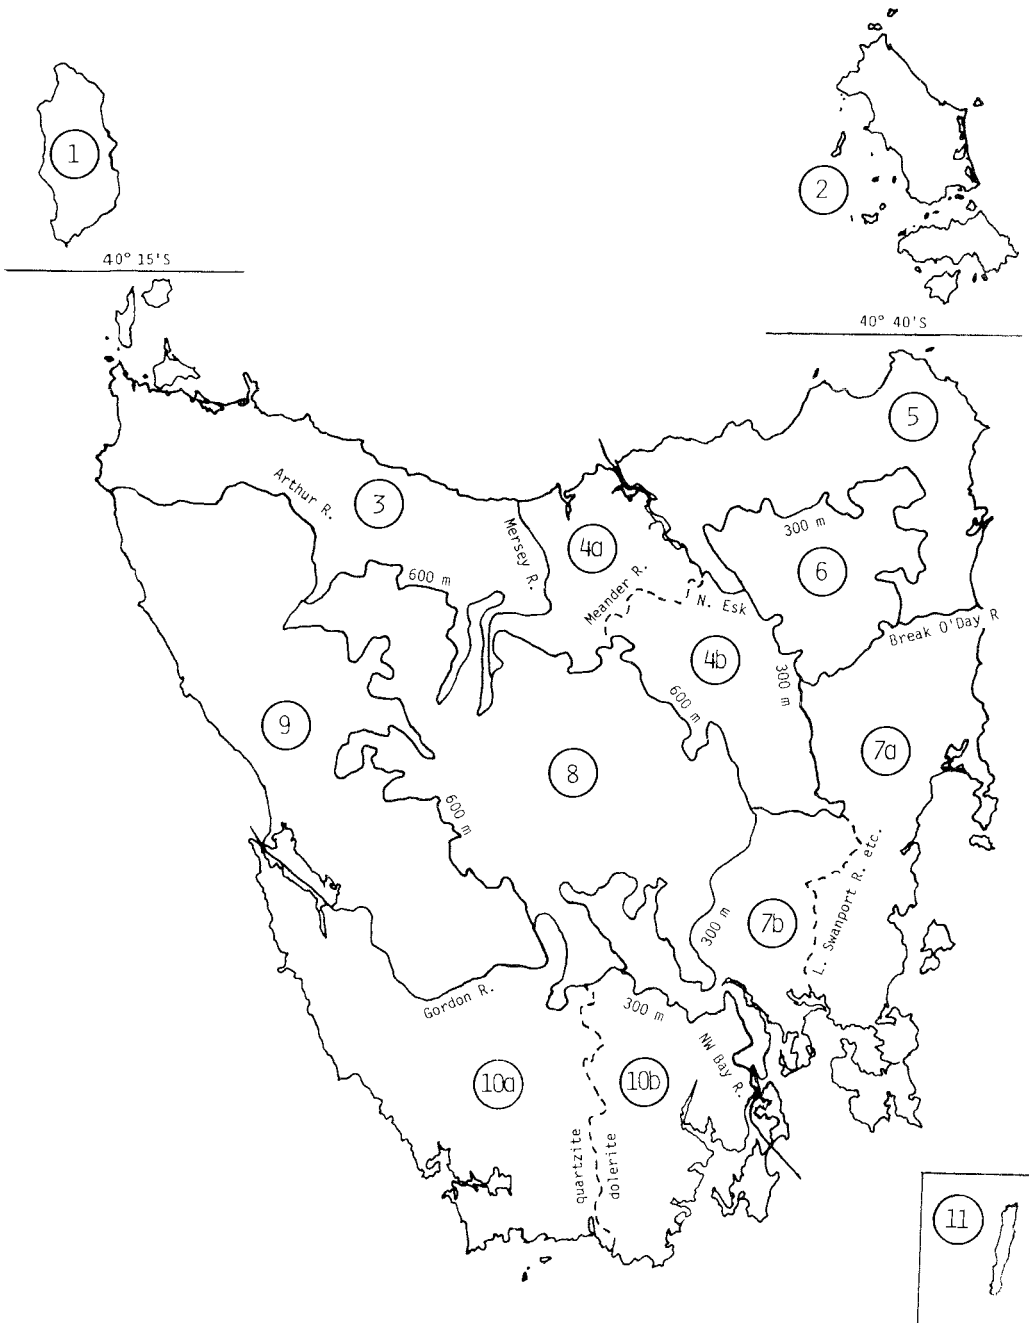 1
2
40° 15'S
40° 40'S
5
Arthur R.
3
Mersey R.
4a
300 m
6
600 m
Meander R.
N. Esk
Break O'Day R
4b
300 m
600 m
9
8
7a
600 m
L. Swanport R. etc.
7b
300 m
Gordon R.
300 m
NW Bay R.
10a
10b
quartzite
dolerite
11